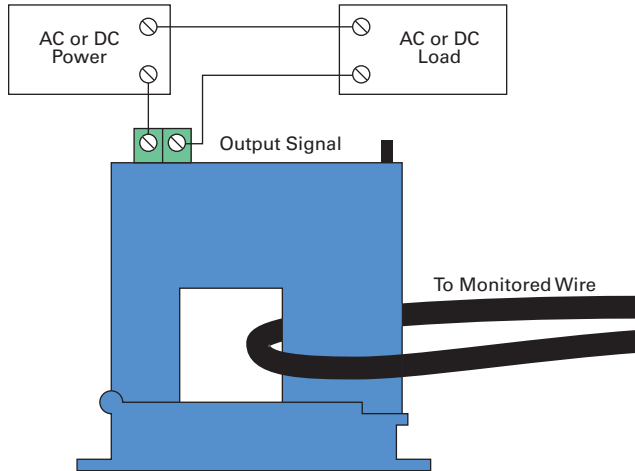 AC or DC
Power
AC or DC
Load
Output Signal
To Monitored Wire